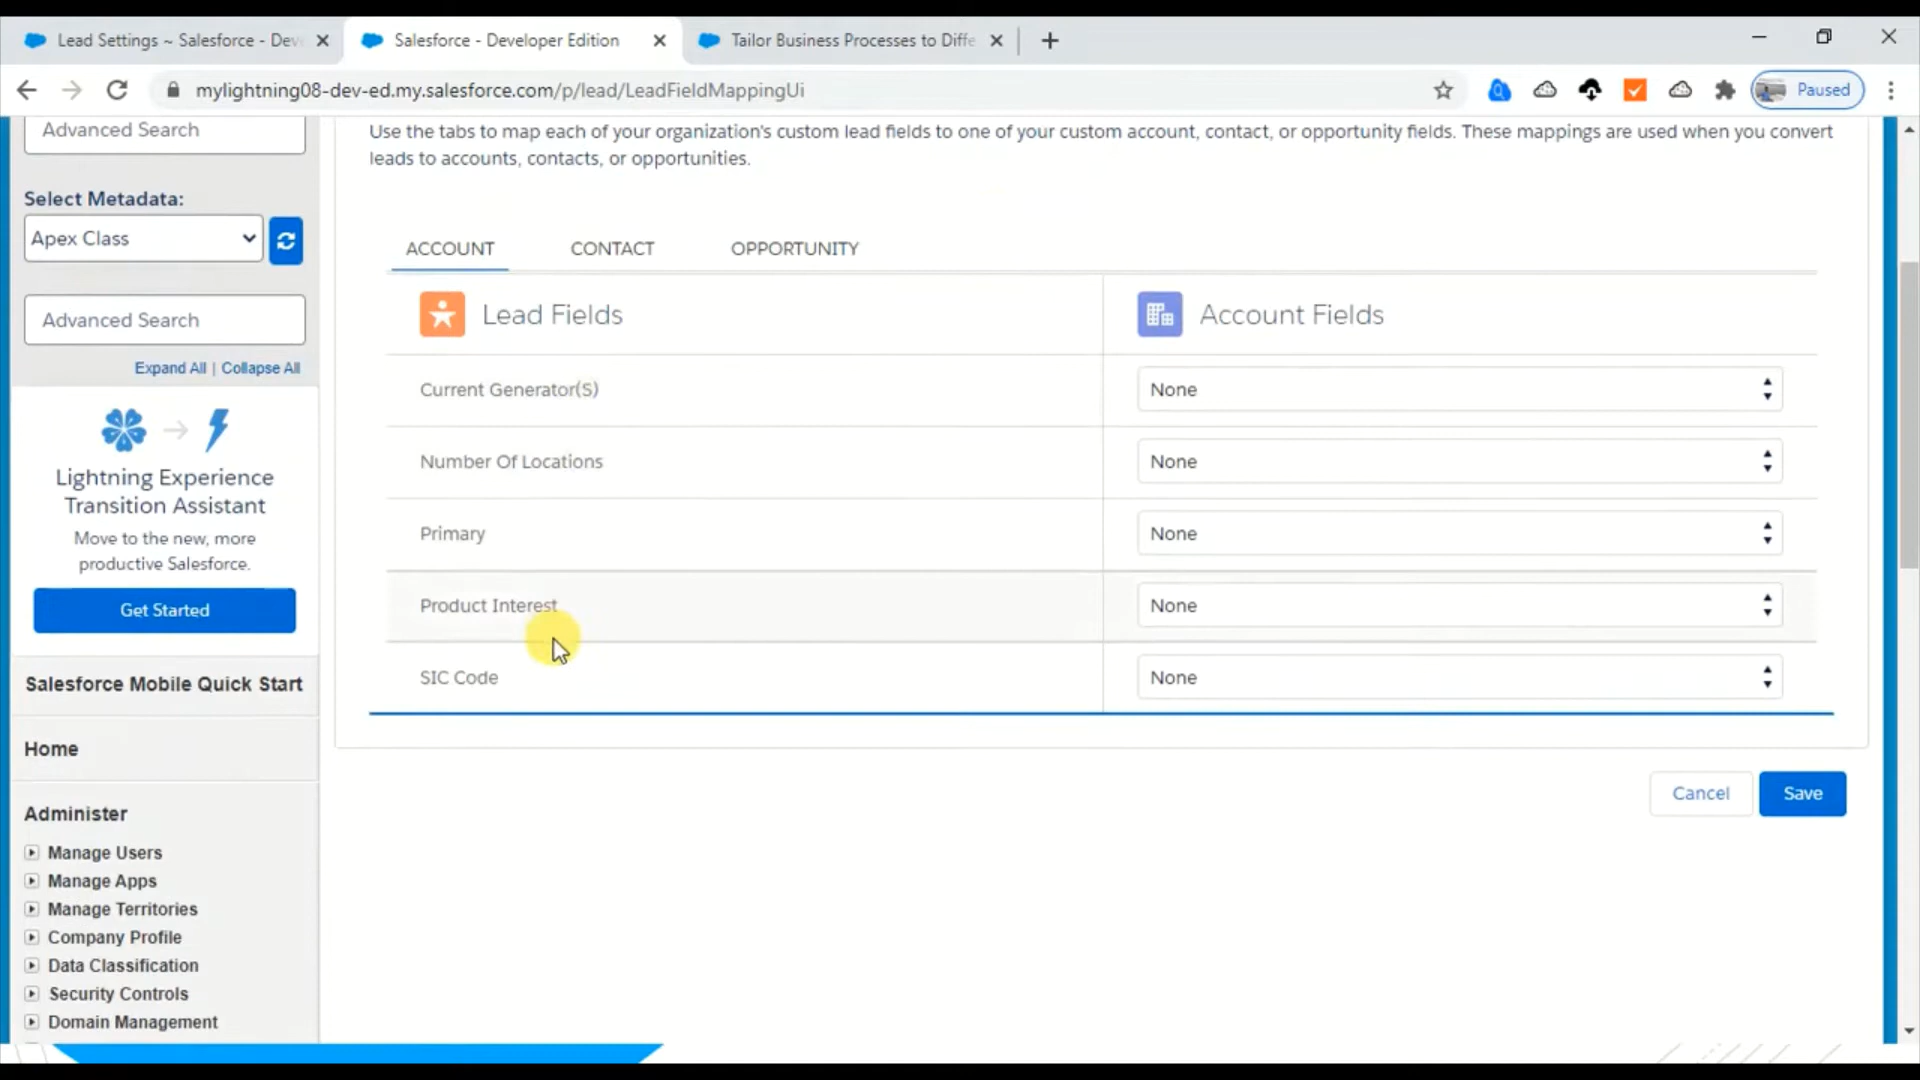 Lead Settings ~ Salesforce - Deve
Salesforce - Developer Edition
Tailor Business Processes to Diffe
mylightning08-dev-ed.my.salesforce.com/p/lead/LeadFieldMappingUi
Paused
Advanced Search
Select Metadata:
Apex Class
Advanced Search
Expand All | Collapse All
Lightning Experience
Transition Assistant
Move to the new, more
productive Salesforce.
Get Started
Salesforce Mobile Quick Start
Home
Administer
Manage Users
Manage Apps
Manage Territories
Company Profile
Data Classification
Security Controls
Domain Management
Use the tabs to map each of your organization's custom lead fields to one of your custom account, contact, or opportunity fields. These mappings are used when you convert
leads to accounts, contacts, or opportunities.
ACCOUNT CONTACT OPPORTUNITY
Lead Fields Account Fields
Current Generator(S) None
Number Of Locations None
Primary None
Product Interest None
SIC Code None
Cancel Save